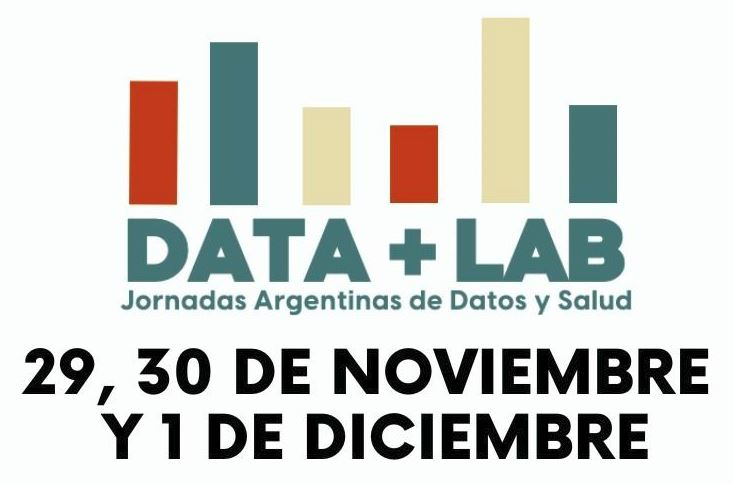 DATA + LAB
Jornadas Argentinas de Datos y Salud
29, 30 DE NOVIEMBRE
Y 1 DE DICIEMBRE